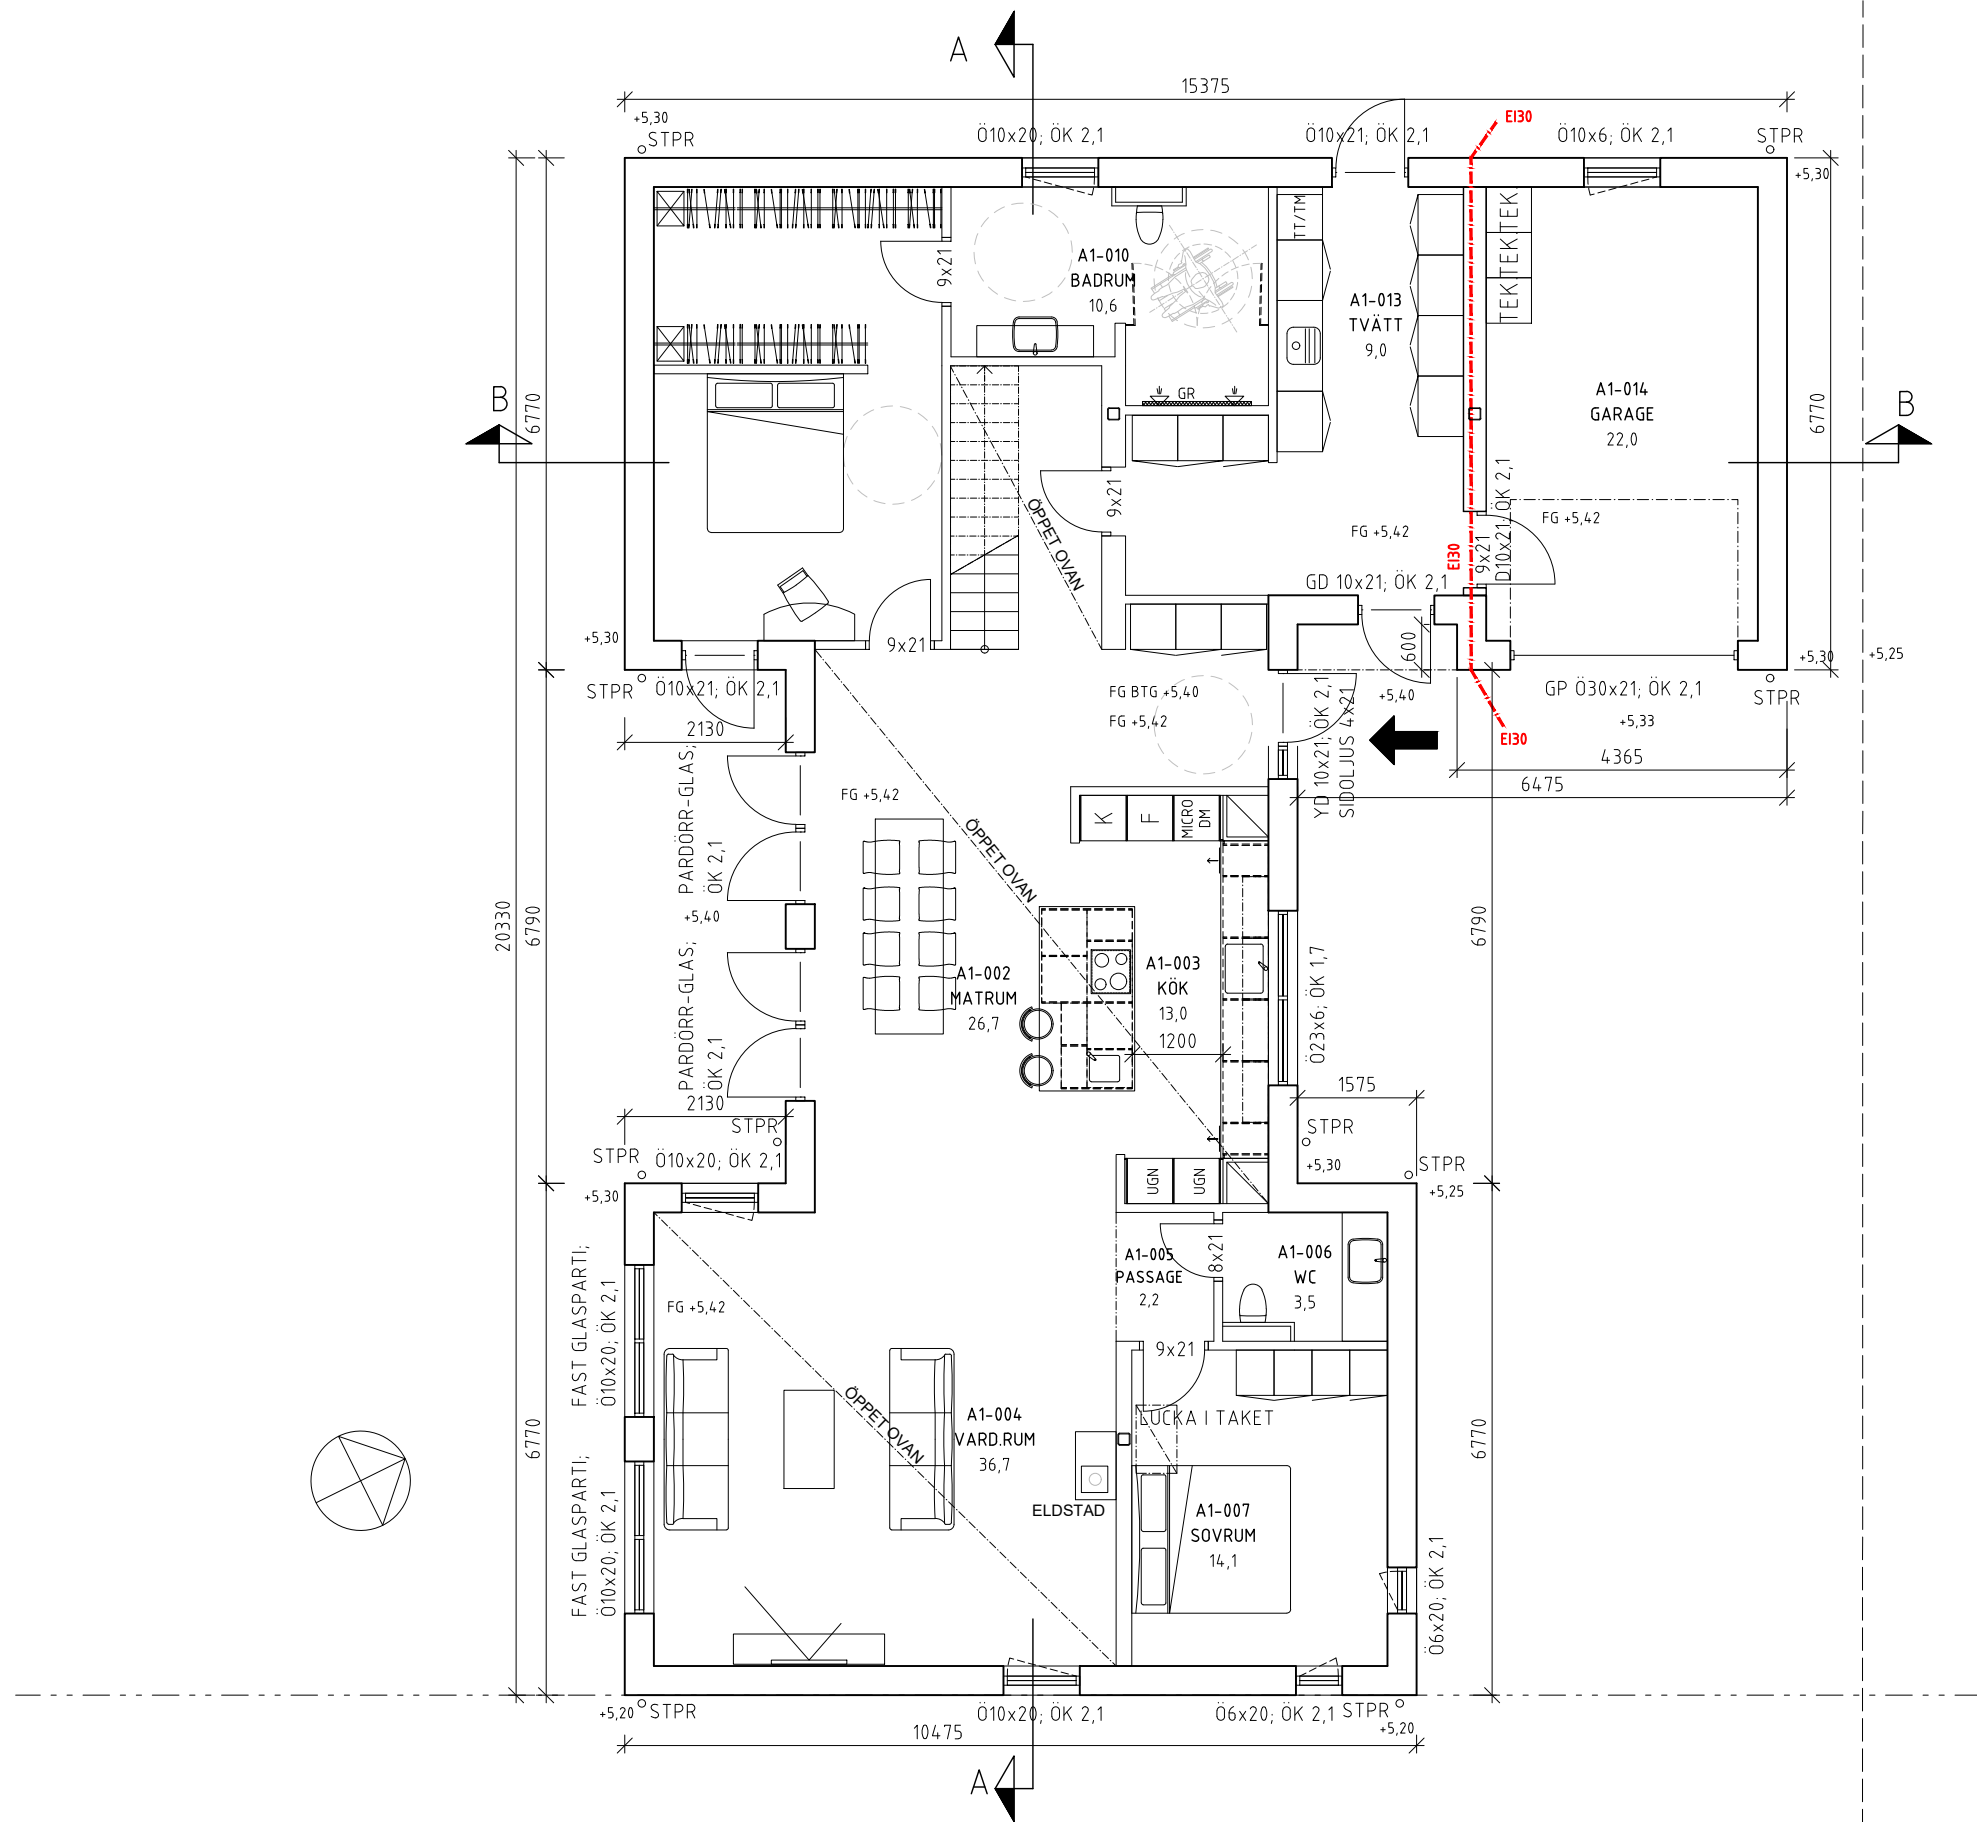 A
15375
+5,30
STPR
Ö10x20; ÖK 2,1
Ö10x21; ÖK 2,1
EI30
Ö10x6; ÖK 2,1
STPR
+5,30
TT/TM
TEK
TEK
TEK
9x21
A1-010
BADRUM
10,6
A1-013
TVÄTT
9,0
A1-014
GARAGE
22,0
GR
B
B
6770
6770
9x21
ÖPPET OVAN
FG +5,42
FG +5,42
EI30
9x21
D10x21; ÖK 2,1
GD 10x21; ÖK 2,1
+5,30
9x21
600
+5,30
+5,25
STPR
Ö10x21; ÖK 2,1
FG BTG +5,40
FG +5,42
+5,40
GP Ö30x21; ÖK 2,1
STPR
+5,33
2130
YD 10x21; ÖK 2,1
SIDOLJUS 4x21
EI30
4365
6475
PARDÖRR-GLAS;
ÖK 2,1
FG +5,42
K
F
MICRO
DM
ÖPPET OVAN
+5,40
20330
6790
6790
PARDÖRR-GLAS;
ÖK 2,1
A1-002
MATRUM
26,7
A1-003
KÖK
13,0
1200
Ö23x6; ÖK 1,7
1575
2130
STPR
STPR
STPR
Ö10x20; ÖK 2,1
STPR
+5,30
+5,30
+5,25
UGN
UGN
8x21
A1-005
PASSAGE
2,2
A1-006
WC
3,5
FAST GLASPARTI;
Ö10x20; ÖK 2,1
FG +5,42
9x21
LUCKA I TAKET
ÖPPET OVAN
A1-004
VARD.RUM
36,7
6770
6770
FAST GLASPARTI;
Ö10x20; ÖK 2,1
ELDSTAD
A1-007
SOVRUM
14,1
Ö6x20; ÖK 2,1
+5,20
STPR
Ö10x20; ÖK 2,1
Ö6x20; ÖK 2,1
STPR
+5,20
10475
A